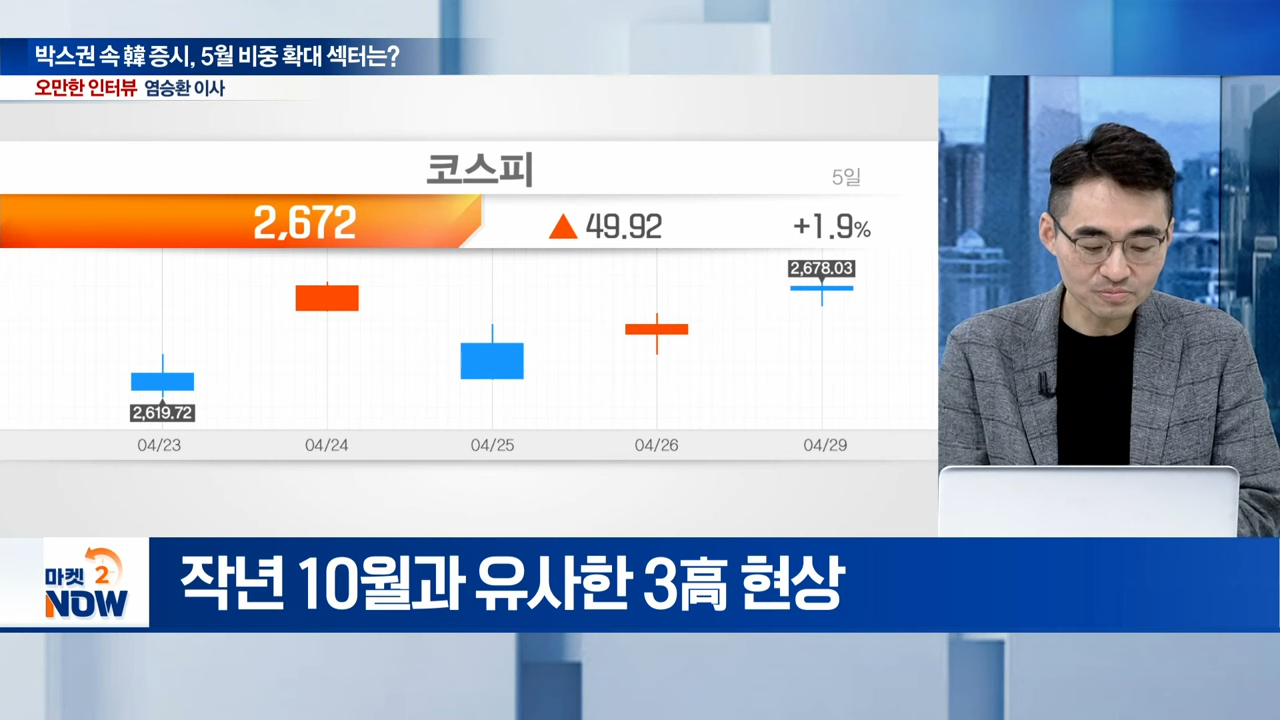 박스권 속 韓 증시, 5월 비중 확대 섹터는?
오만한 인터뷰 염승환 이사
코스피
5일
2,672 ▲ 49.92 +1.9%
2,678.03
2,619.72
04/23 04/24 04/25 04/26 04/29
마켓 2
NOW
작년 10월과 유사한 3高 현상